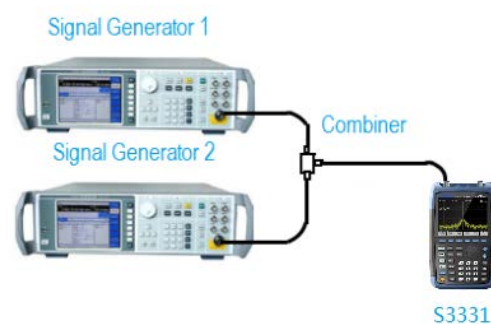 Signal Generator 1
Signal Generator 2
Combiner
S3331